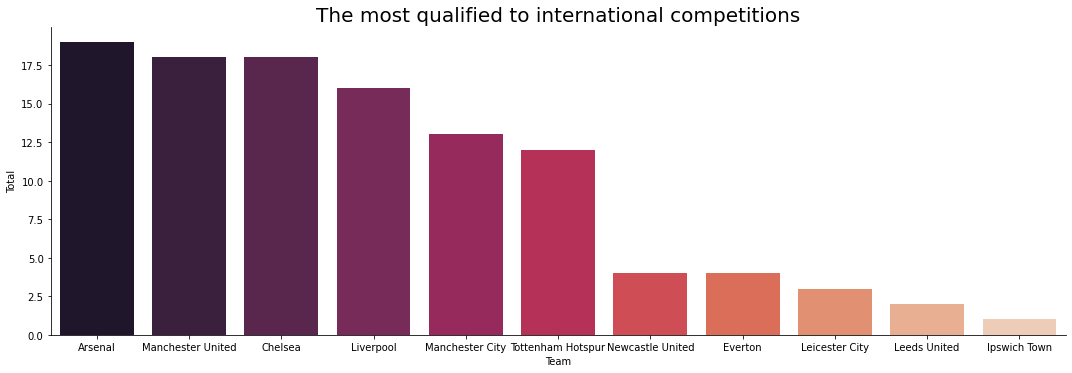 The most qualified to international competitions
17.5
15.0
12.5
10.0
7.5
5.0
2.5
0.0
Total
Arsenal Manchester United Chelsea Liverpool Manchester City Tottenham Hotspur Newcastle United Everton Leicester City Leeds United Ipswich Town
Team